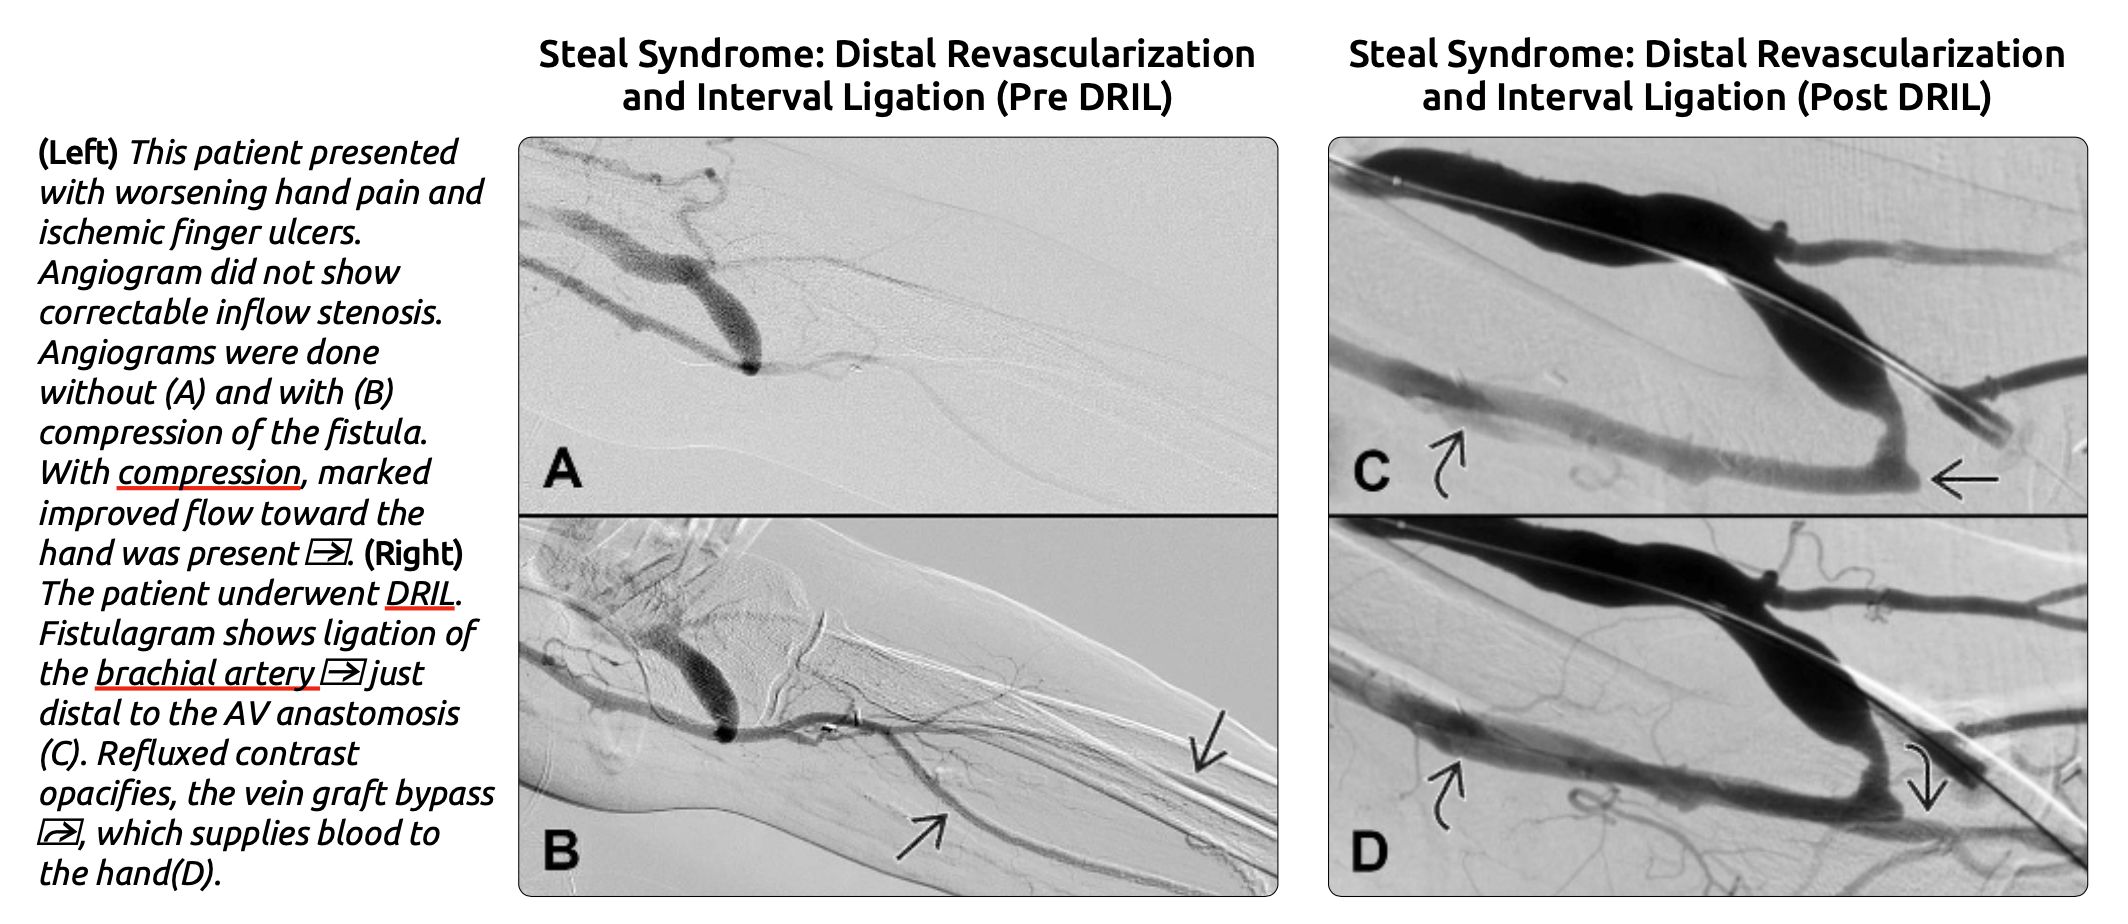 Steal Syndrome: Distal Revascularization
and Interval Ligation (Pre DRIL)
Steal Syndrome: Distal Revascularization
and Interval Ligation (Post DRIL)
(Left) This patient presented
with worsening hand pain and
ischemic finger ulcers.
Angiogram did not show
correctable inflow stenosis.
Angiograms were done
without (A) and with (B)
compression of the fistula.
With compression, marked
improved flow toward the
hand was present. (Right)
The patient underwent DRIL.
Fistulagram shows ligation of
the brachial artery just
distal to the AV anastomosis
(C). Refluxed contrast
opacifies, the vein graft bypass
, which supplies blood to
the hand(D).
A
B
C
D